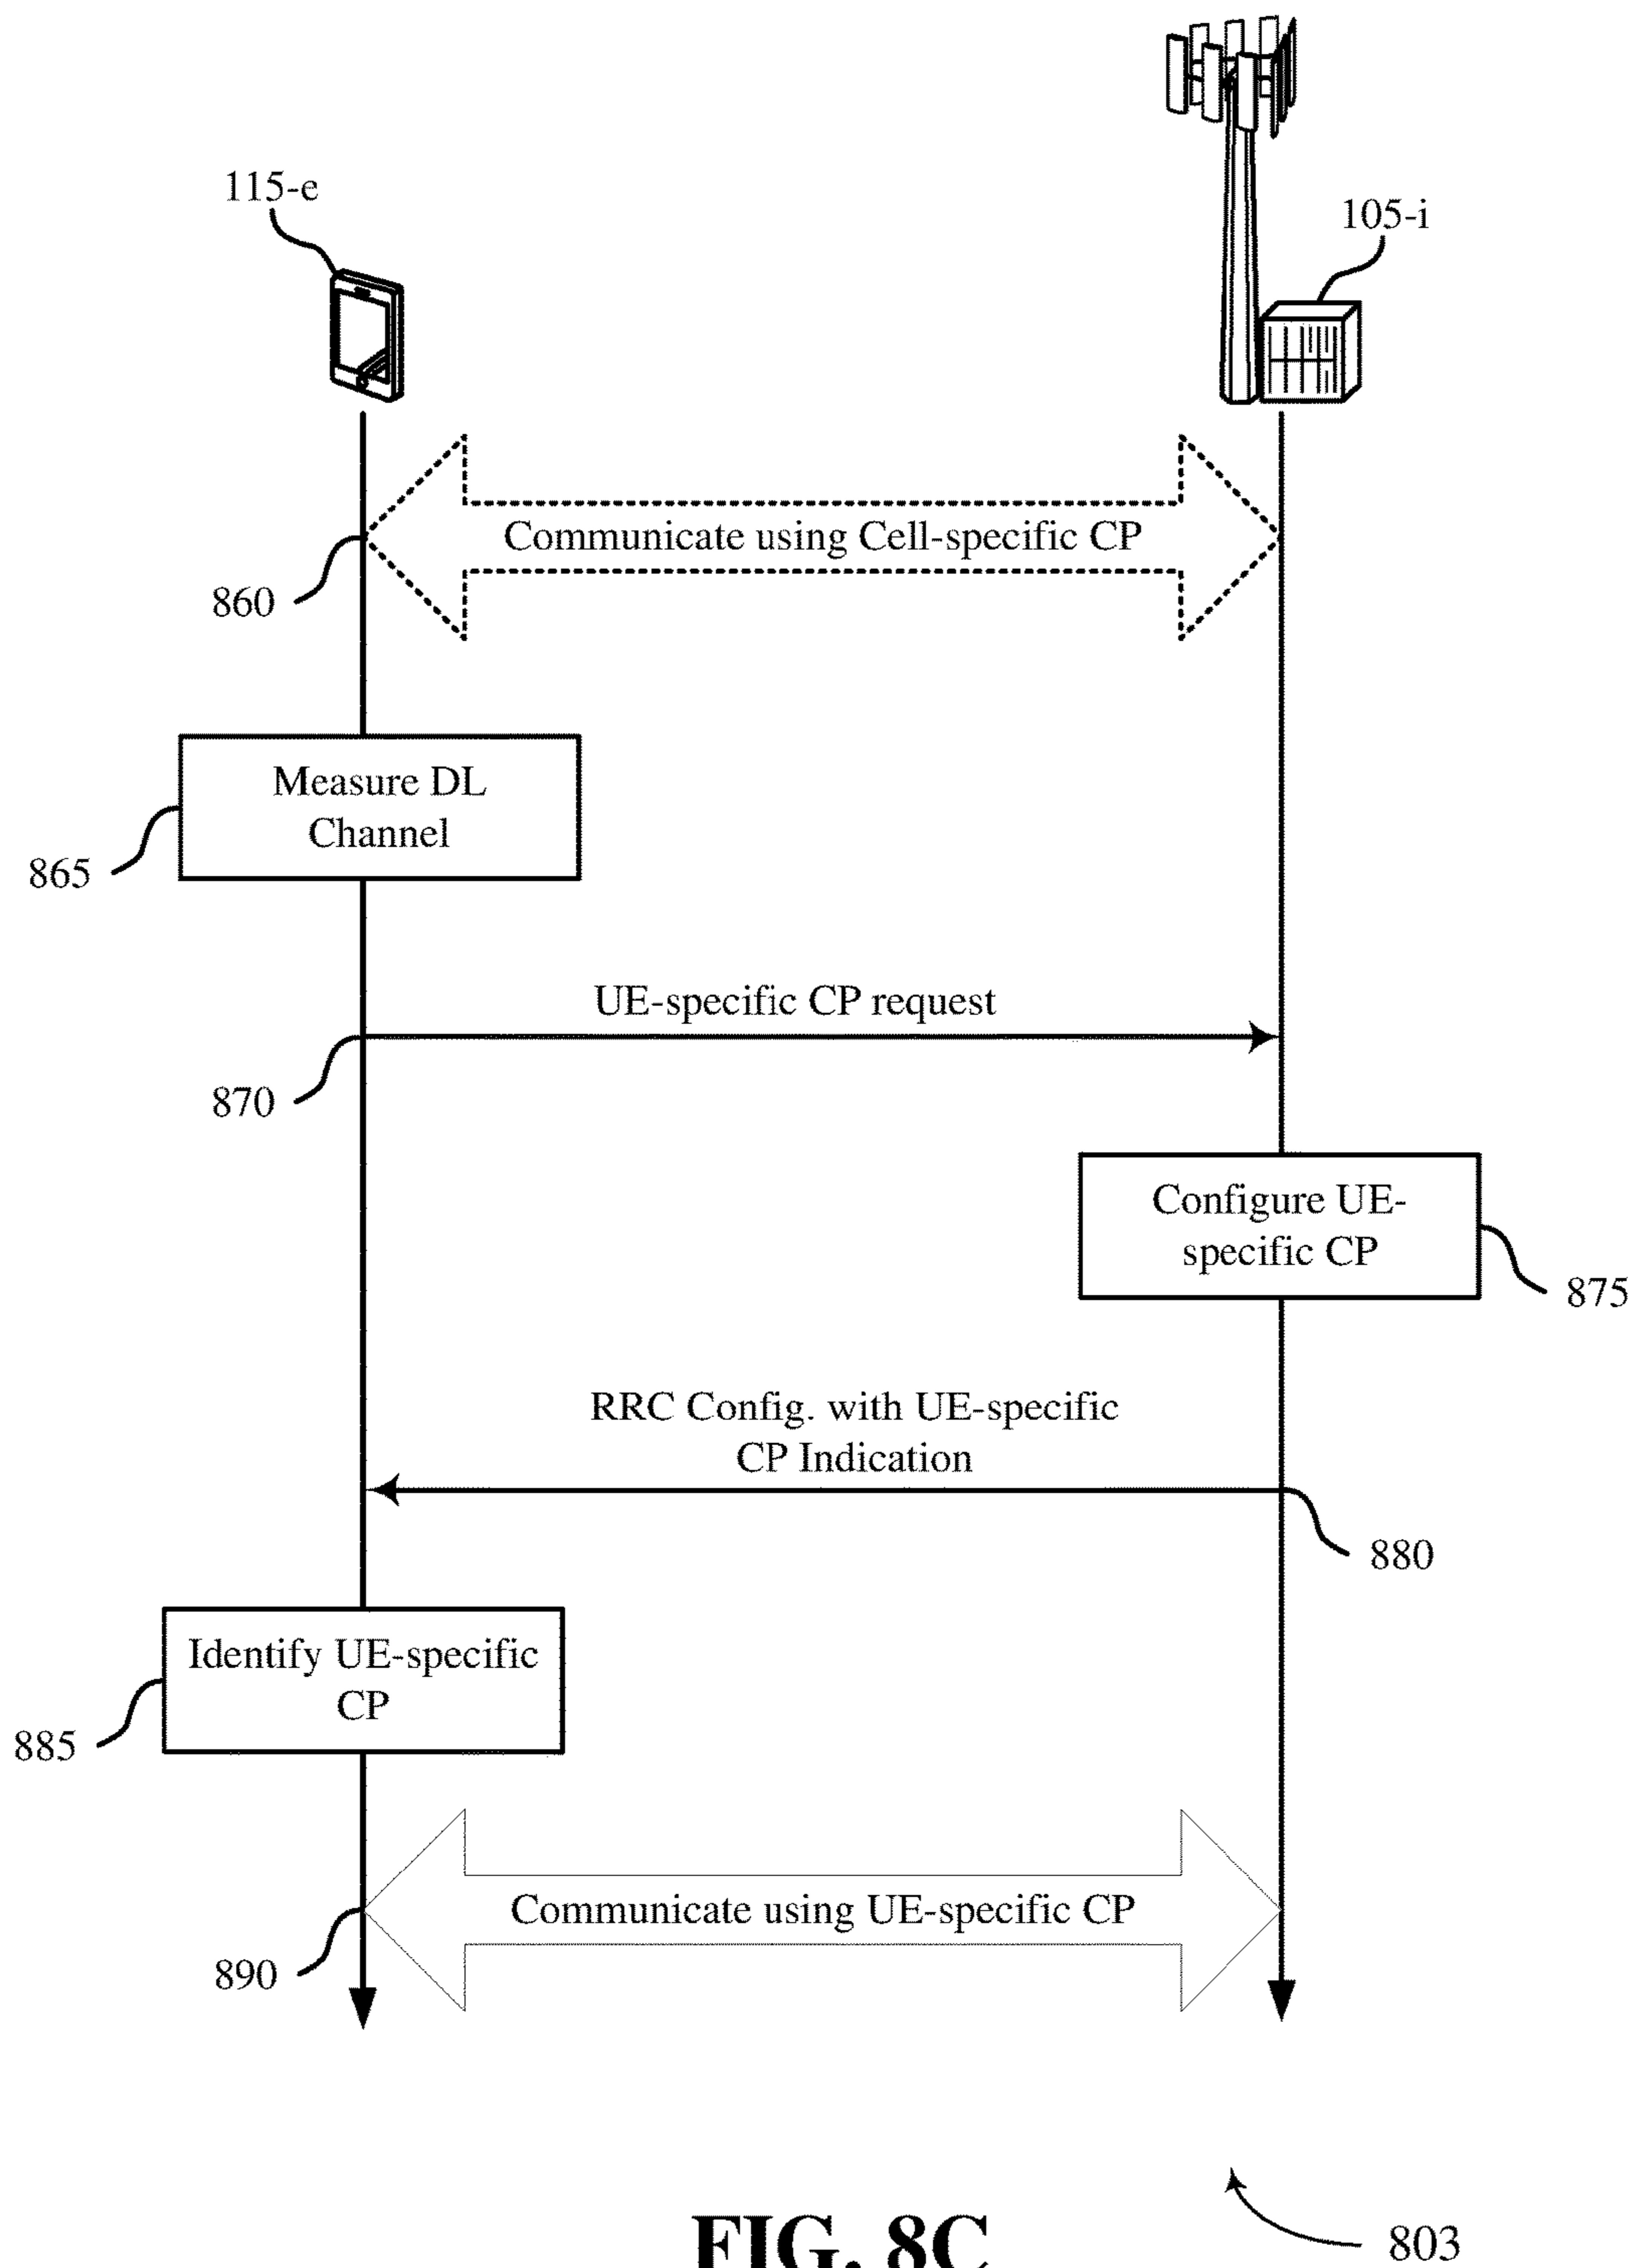 115-e
105-i
Communicate using Cell-specific CP
860
Measure DL
Channel
865
UE-specific CP request
870
Configure UE-
specific CP
875
RRC Config. with UE-specific
CP Indication
880
Identify UE-specific
CP
885
Communicate using UE-specific CP
890
FIG. 8C
803